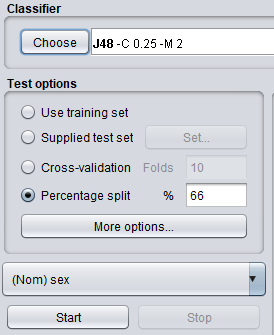 Classifier
Choose J48 -C 0.25 -M 2
Test options
Use training set
Supplied test set Set...
Cross-validation Folds 10
Percentage split % 66
More options...
(Nom) sex
Start Stop